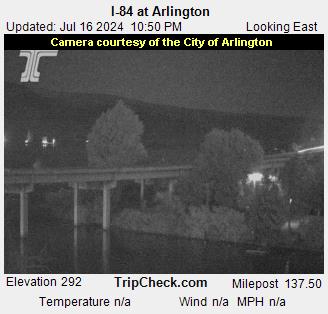 I-84 at Arlington
Updated: Jul 16 2024 10:50 PM Looking East
Camera courtesy of the City of Arlington
Elevation 292 TripCheck.com Milepost 137.50
Temperature n/a Wind n/a MPH n/a